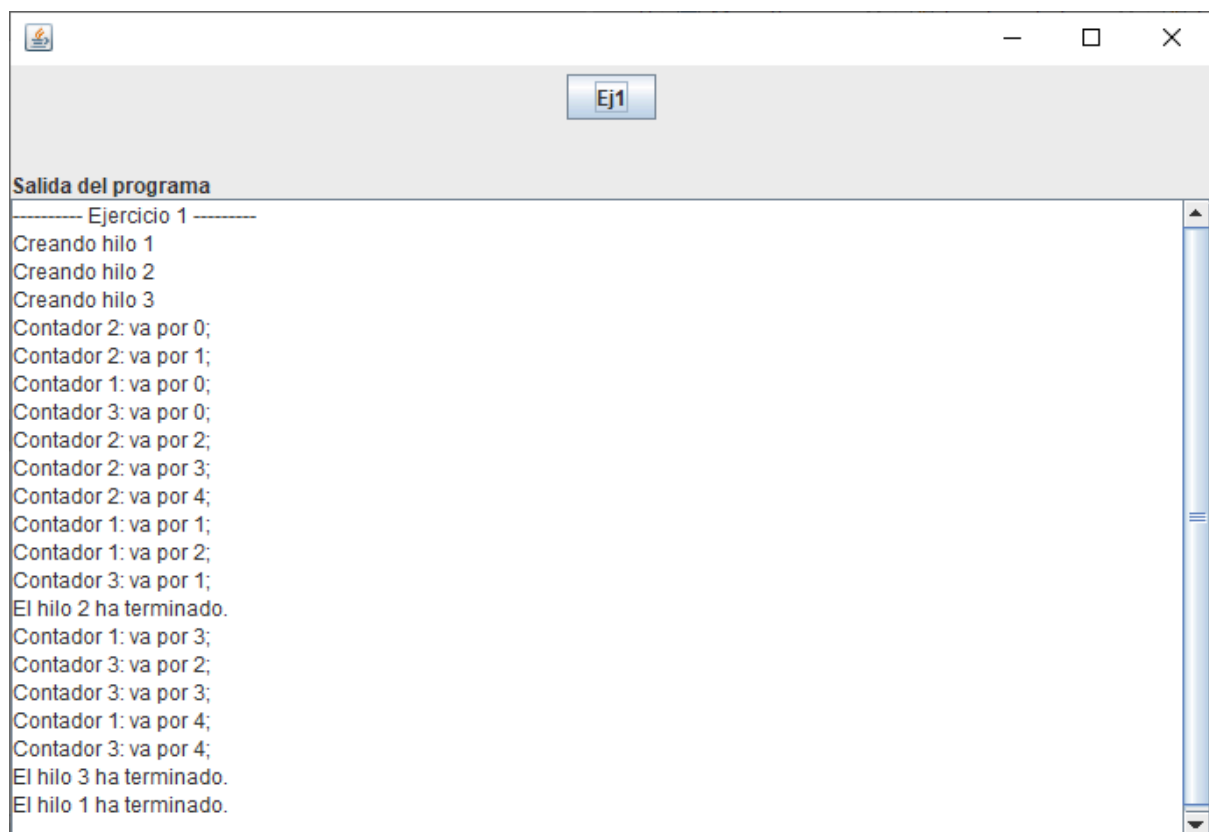 Ej1
Salida del programa
---------- Ejercicio 1 ---------
Creando hilo 1
Creando hilo 2
Creando hilo 3
Contador 2: va por 0;
Contador 2: va por 1;
Contador 1: va por 0;
Contador 3: va por 0;
Contador 2: va por 2;
Contador 2: va por 3;
Contador 2: va por 4;
Contador 1: va por 1;
Contador 1: va por 2;
Contador 3: va por 1;
El hilo 2 ha terminado.
Contador 1: va por 3;
Contador 3: va por 2;
Contador 3: va por 3;
Contador 1: va por 4;
Contador 3: va por 4;
El hilo 3 ha terminado.
El hilo 1 ha terminado.